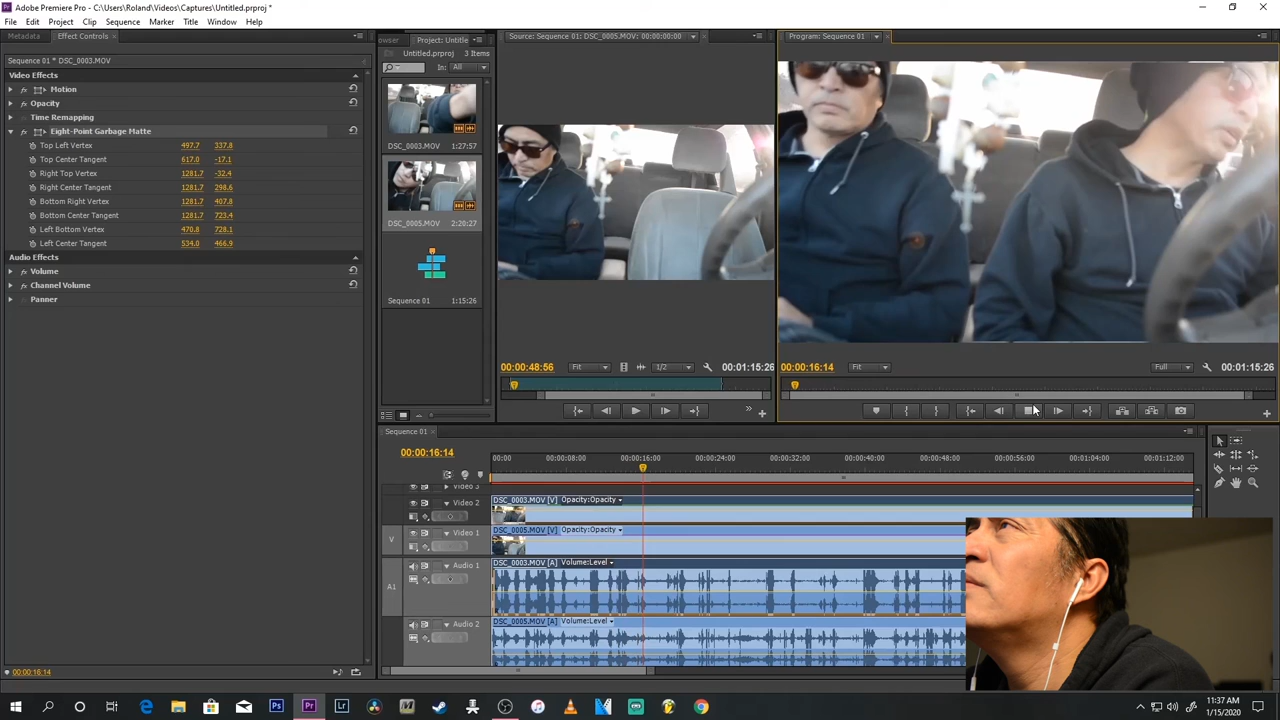 Adobe Premiere Pro - C:\Users\Roland\Videos\Captures\Untitled.prproj *
File Edit Project Clip Sequence Marker Title Window Help
Metadata Effect Controls
Sequence 01 * DSC_0003.MOV
Video Effects
Motion
Opacity
Time Remapping
Eight-Point Garbage Matte
Top Left Vertex 497.7 337.8
Top Center Tangent 617.0 -17.1
Right Top Vertex 1281.7 -32.4
Right Center Tangent 1281.7 298.6
Bottom Right Vertex 1281.7 407.8
Bottom Center Tangent 1281.7 723.4
Left Bottom Vertex 470.8 728.1
Left Center Tangent 534.0 466.9
Audio Effects
Volume
Channel Volume
Panner
00:00:16:14
owser Project: Untitle
Untitled.prproj 3 Items
In: All
DSC_0003.MOV 1:27:57
DSC_0005.MOV 2:28:27
Sequence 01 1:15:26
Source: Sequence 01: DSC_0005.MOV: 00:00:00:00
00:00:48:56 Fit 1/2 00:01:15:26
Program: Sequence 01
00:00:16:14 Fit Full 00:01:15:26
Sequence 01
00:00:16:14
00:00 00:00:08:00 00:00:16:00 00:00:24:00 00:00:32:00 00:00:40:00 00:00:48:00 00:00:56:00 00:01:04:00 00:01:12:00
Video 3
Video 2 DSC_0003.MOV [V] Opacity:Opacity
V Video 1 DSC_0005.MOV [V] Opacity:Opacity
A1 Audio 1 DSC_0003.MOV [A] Volume:Level
Audio 2 DSC_0005.MOV [A] Volume:Level
Ps Pr Lr M
11:37 AM
1/15/2020